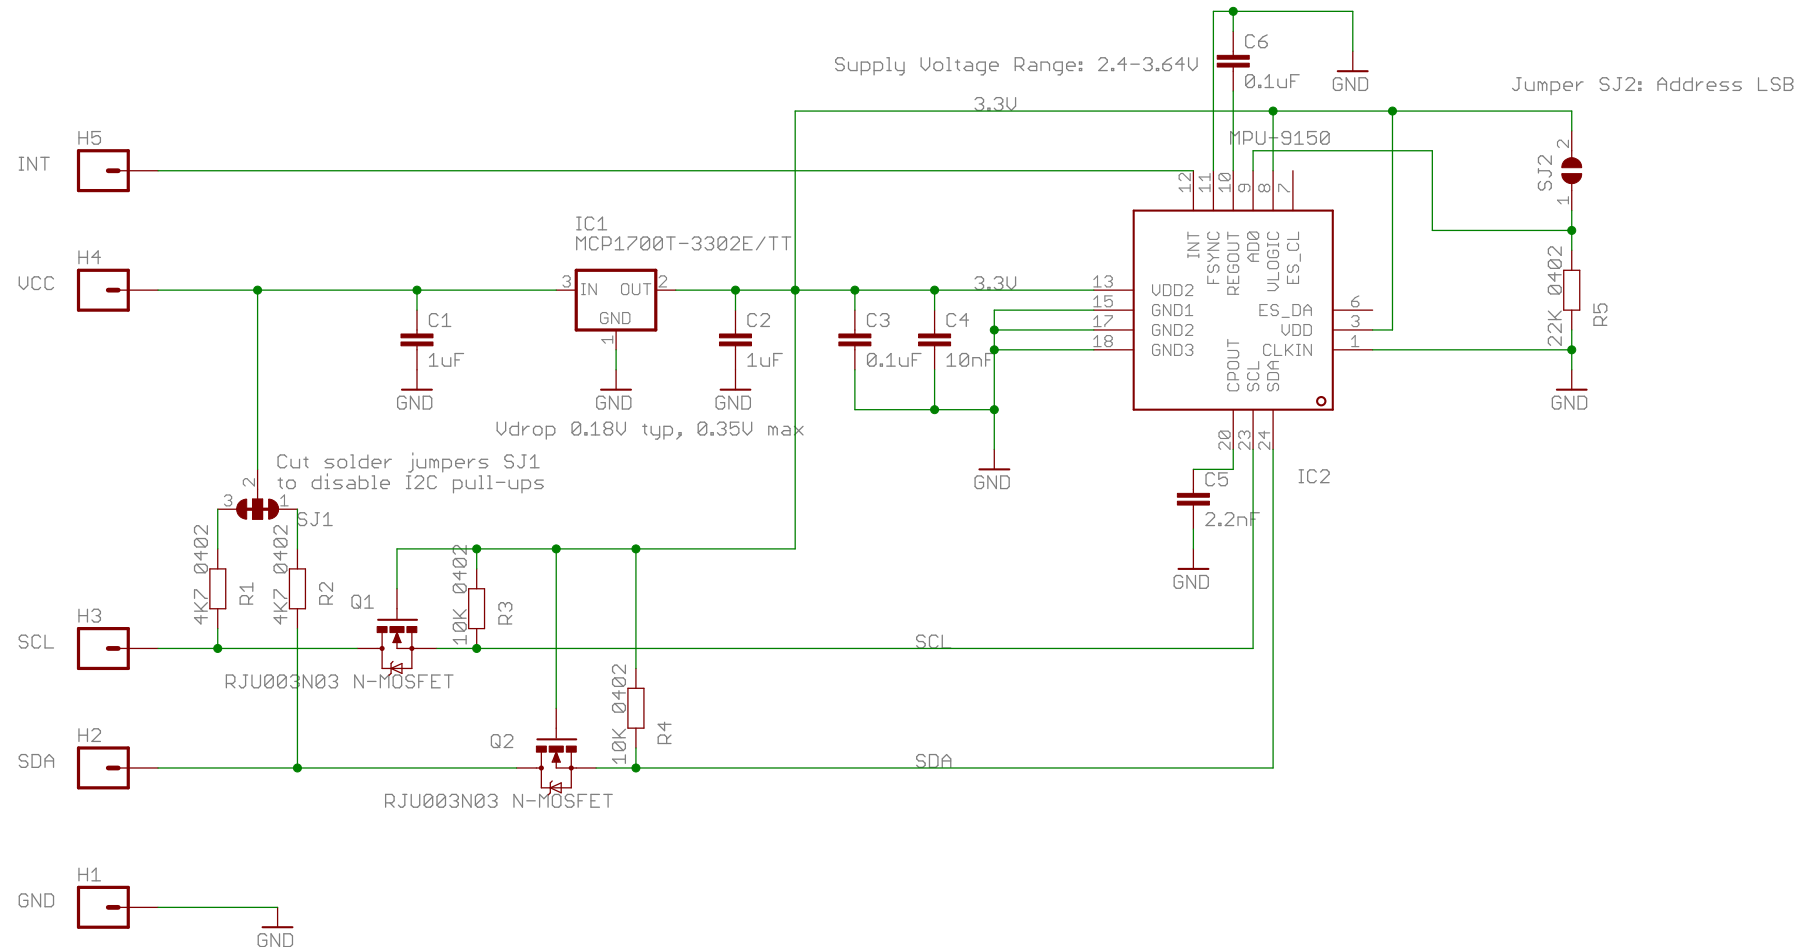 C6
Supply Voltage Range: 2.4-3.64V
0.1uF
GND
Jumper SJ2: Address LSB
3.3V
H5
MPU-9150
INT
2
SJ2
1
12
11
10
9
8
7
IC1
MCP1700T-3302E/TT
INT
FSYNC
REGOUT
AD0
VLOGIC
ES_CL
H4
VCC
3
IN
OUT
2
GND
1
3.3V
13
VDD2
15
GND1
17
GND2
18
GND3
ES_DA
6
VDD
3
CLKIN
1
22K 0402
R5
C1
1uF
GND
GND
C2
1uF
GND
C3
0.1uF
C4
10nF
CPOUT
SCL
SDA
GND
Vdrop 0.18V typ, 0.35V max
20
23
24
Cut solder jumpers SJ1
to disable I2C pull-ups
GND
IC2
2
3
1
SJ1
C5
2.2nF
GND
4K7 0402
R1
4K7 0402
R2
Q1
10K 0402
R3
H3
SCL
SCL
RJU003N03 N-MOSFET
10K 0402
R4
H2
SDA
Q2
SDA
RJU003N03 N-MOSFET
H1
GND
GND